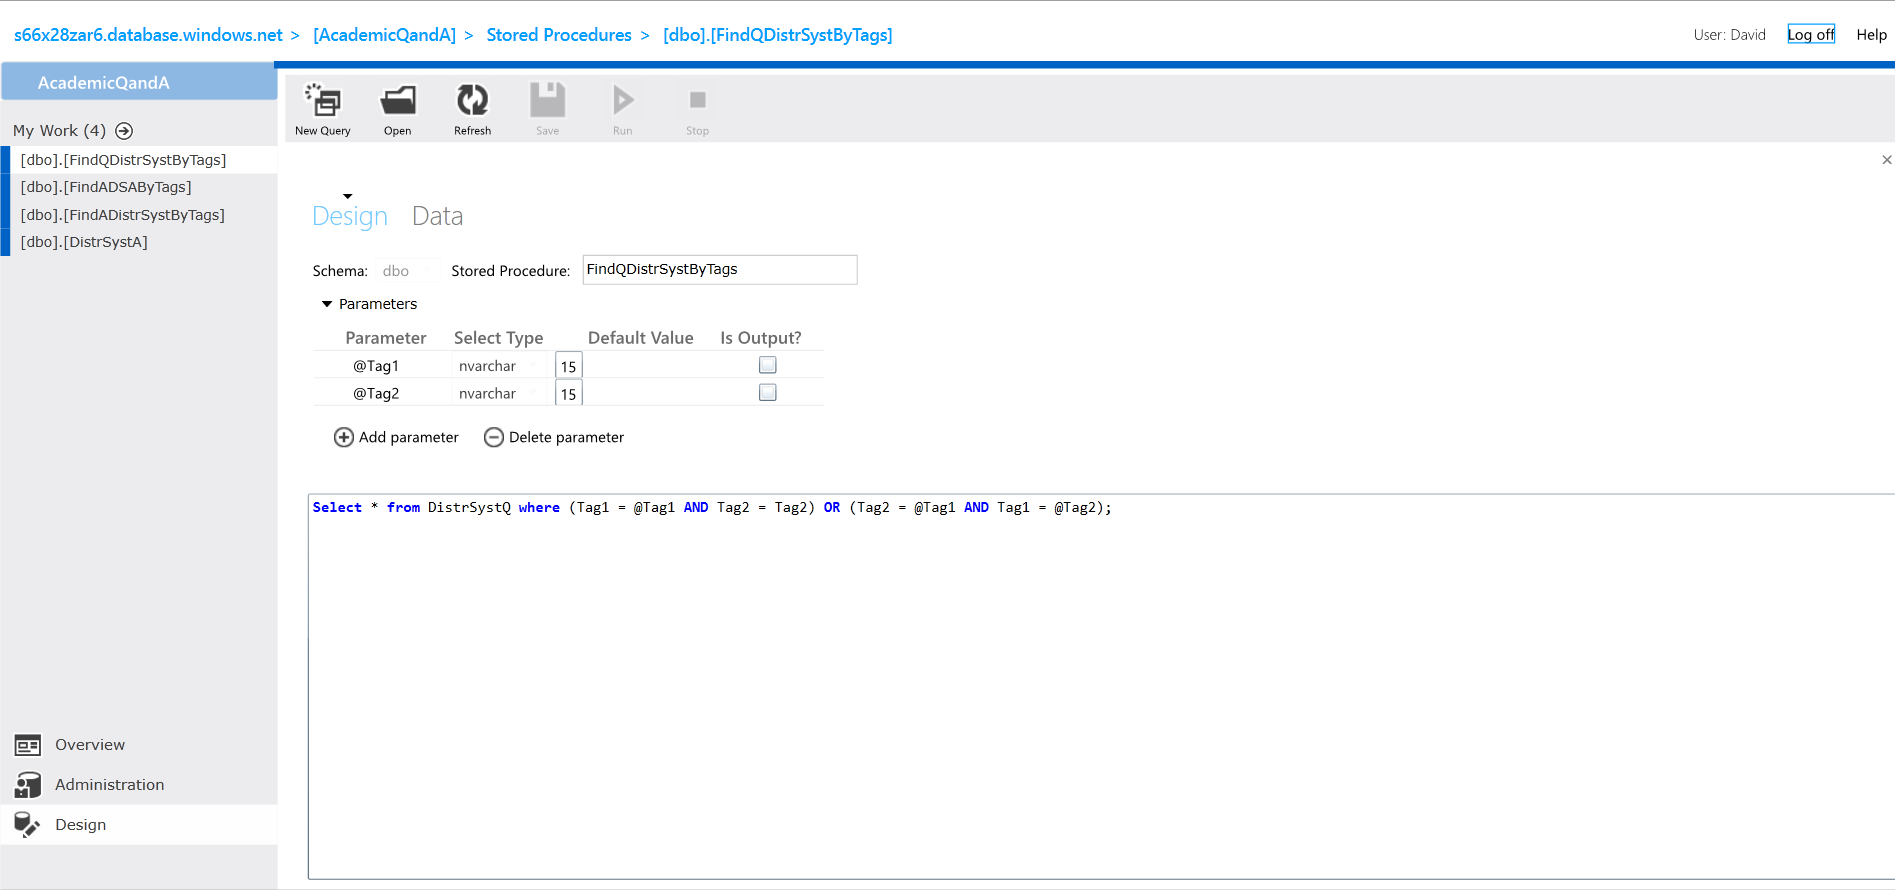 s66x28zar6.database.windows.net > [AcademicQandA] > Stored Procedures > [dbo].[FindQDistrSystByTags]
User: David Log off Help
AcademicQandA
My Work (4)
[dbo].[FindQDistrSystByTags]
[dbo].[FindADSAByTags]
[dbo].[FindADistrSystByTags]
[dbo].[DistrSystA]
Overview
Administration
Design
New Query Open Refresh Save Run Stop
Design Data
Schema: dbo Stored Procedure: FindQDistrSystByTags
Parameters
Parameter Select Type Default Value Is Output?
@Tag1 nvarchar 15
@Tag2 nvarchar 15
Add parameter Delete parameter
Select * from DistrSystQ where (Tag1 = @Tag1 AND Tag2 = Tag2) OR (Tag2 = @Tag1 AND Tag1 = @Tag2);